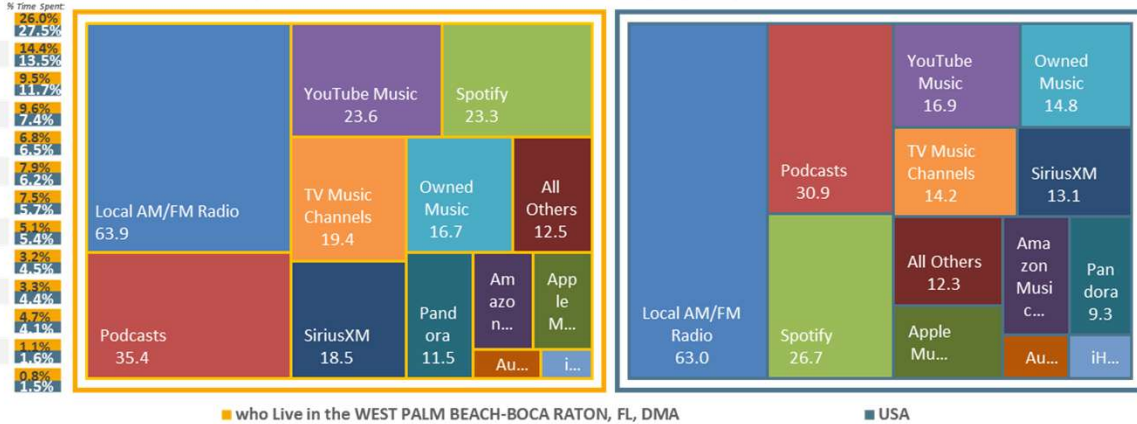 % Time Spent:
26.0%
27.5%
14.4%
13.5%
9.5%
11.7%
9.6%
7.4%
6.8%
6.5%
7.9%
6.2%
7.5%
5.7%
5.1%
5.4%
3.2%
4.5%
3.3%
4.4%
4.7%
4.1%
1.1%
1.6%
0.8%
1.5%
Local AM/FM Radio
63.9
Podcasts
35.4
YouTube Music
23.6
Spotify
23.3
TV Music
Channels
19.4
Owned
Music
16.7
All
Others
12.5
SiriusXM
18.5
Pand
ora
11.5
Am
azo
n...
App
le
M...
Au...
i...
Local AM/FM
Radio
63.0
Podcasts
30.9
Spotify
26.7
YouTube
Music
16.9
Owned
Music
14.8
TV Music
Channels
14.2
SiriusXM
13.1
All Others
12.3
Apple
Mu...
Ama
zon
Musi
c...
Pan
dora
9.3
Au...
iH...
who Live in the WEST PALM BEACH-BOCA RATON, FL, DMA
USA